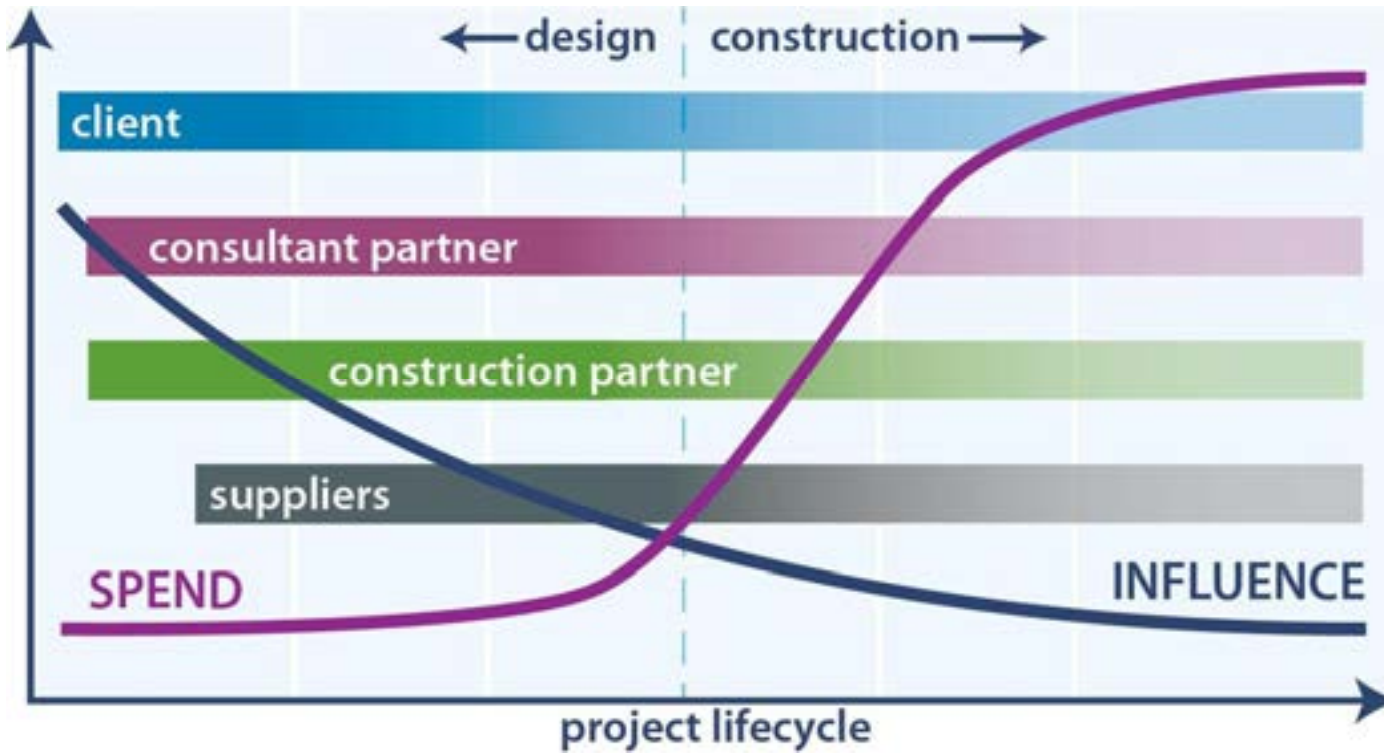 design construction
client
consultant partner
construction partner
suppliers
SPEND
INFLUENCE
project lifecycle